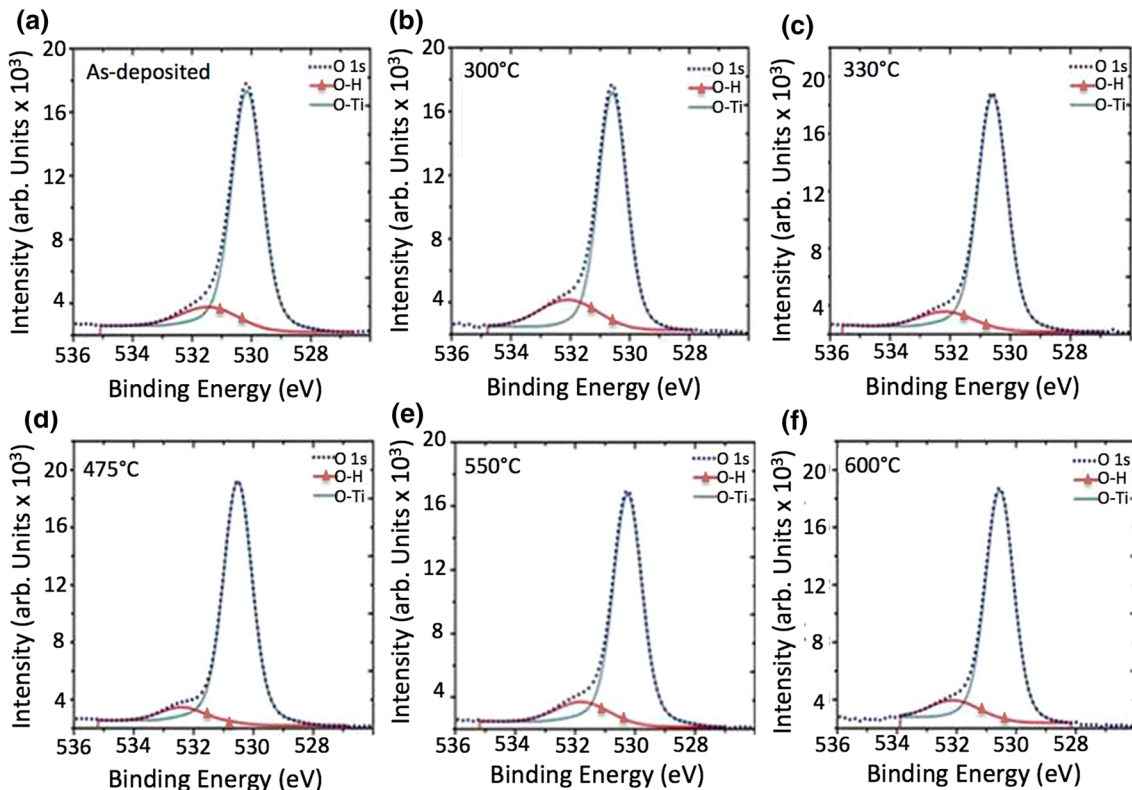 (a)
As-deposited
O 1s
O-H
O-Ti
20
16
12
8
4
536 534 532 530 528
Intensity (arb. Units x 10³)
Binding Energy (eV)
(b)
300°C
O 1s
O-H
O-Ti
20
16
12
8
4
536 534 532 530 528
Intensity (arb. Units x 10³)
Binding Energy (eV)
(c)
330°C
O 1s
O-H
O-Ti
20
16
12
8
4
536 534 532 530 528
Intensity (arb. Units x 10³)
Binding Energy (eV)
(d)
475°C
O 1s
O-H
O-Ti
20
16
12
8
4
536 534 532 530 528
Intensity (arb. Units x 10³)
Binding Energy (eV)
(e)
550°C
O 1s
O-H
O-Ti
20
16
12
8
4
536 534 532 530 528
Intensity (arb. Units x 10³)
Binding Energy (eV)
(f)
600°C
O 1s
O-H
O-Ti
20
16
12
8
4
536 534 532 530 528
Intensity (arb. Units x 10³)
Binding Energy (eV)